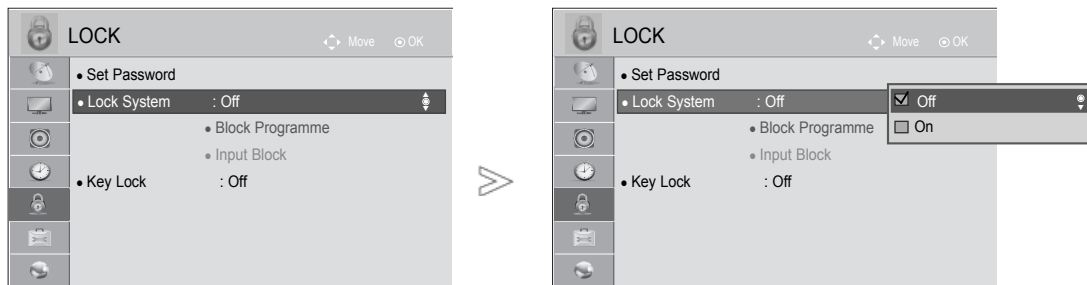 LOCK
Move OK
• Set Password
• Lock System : Off
• Block Programme
• Input Block
• Key Lock : Off
LOCK
Move OK
• Set Password
• Lock System : Off
Off
• Block Programme
On
• Input Block
• Key Lock : Off